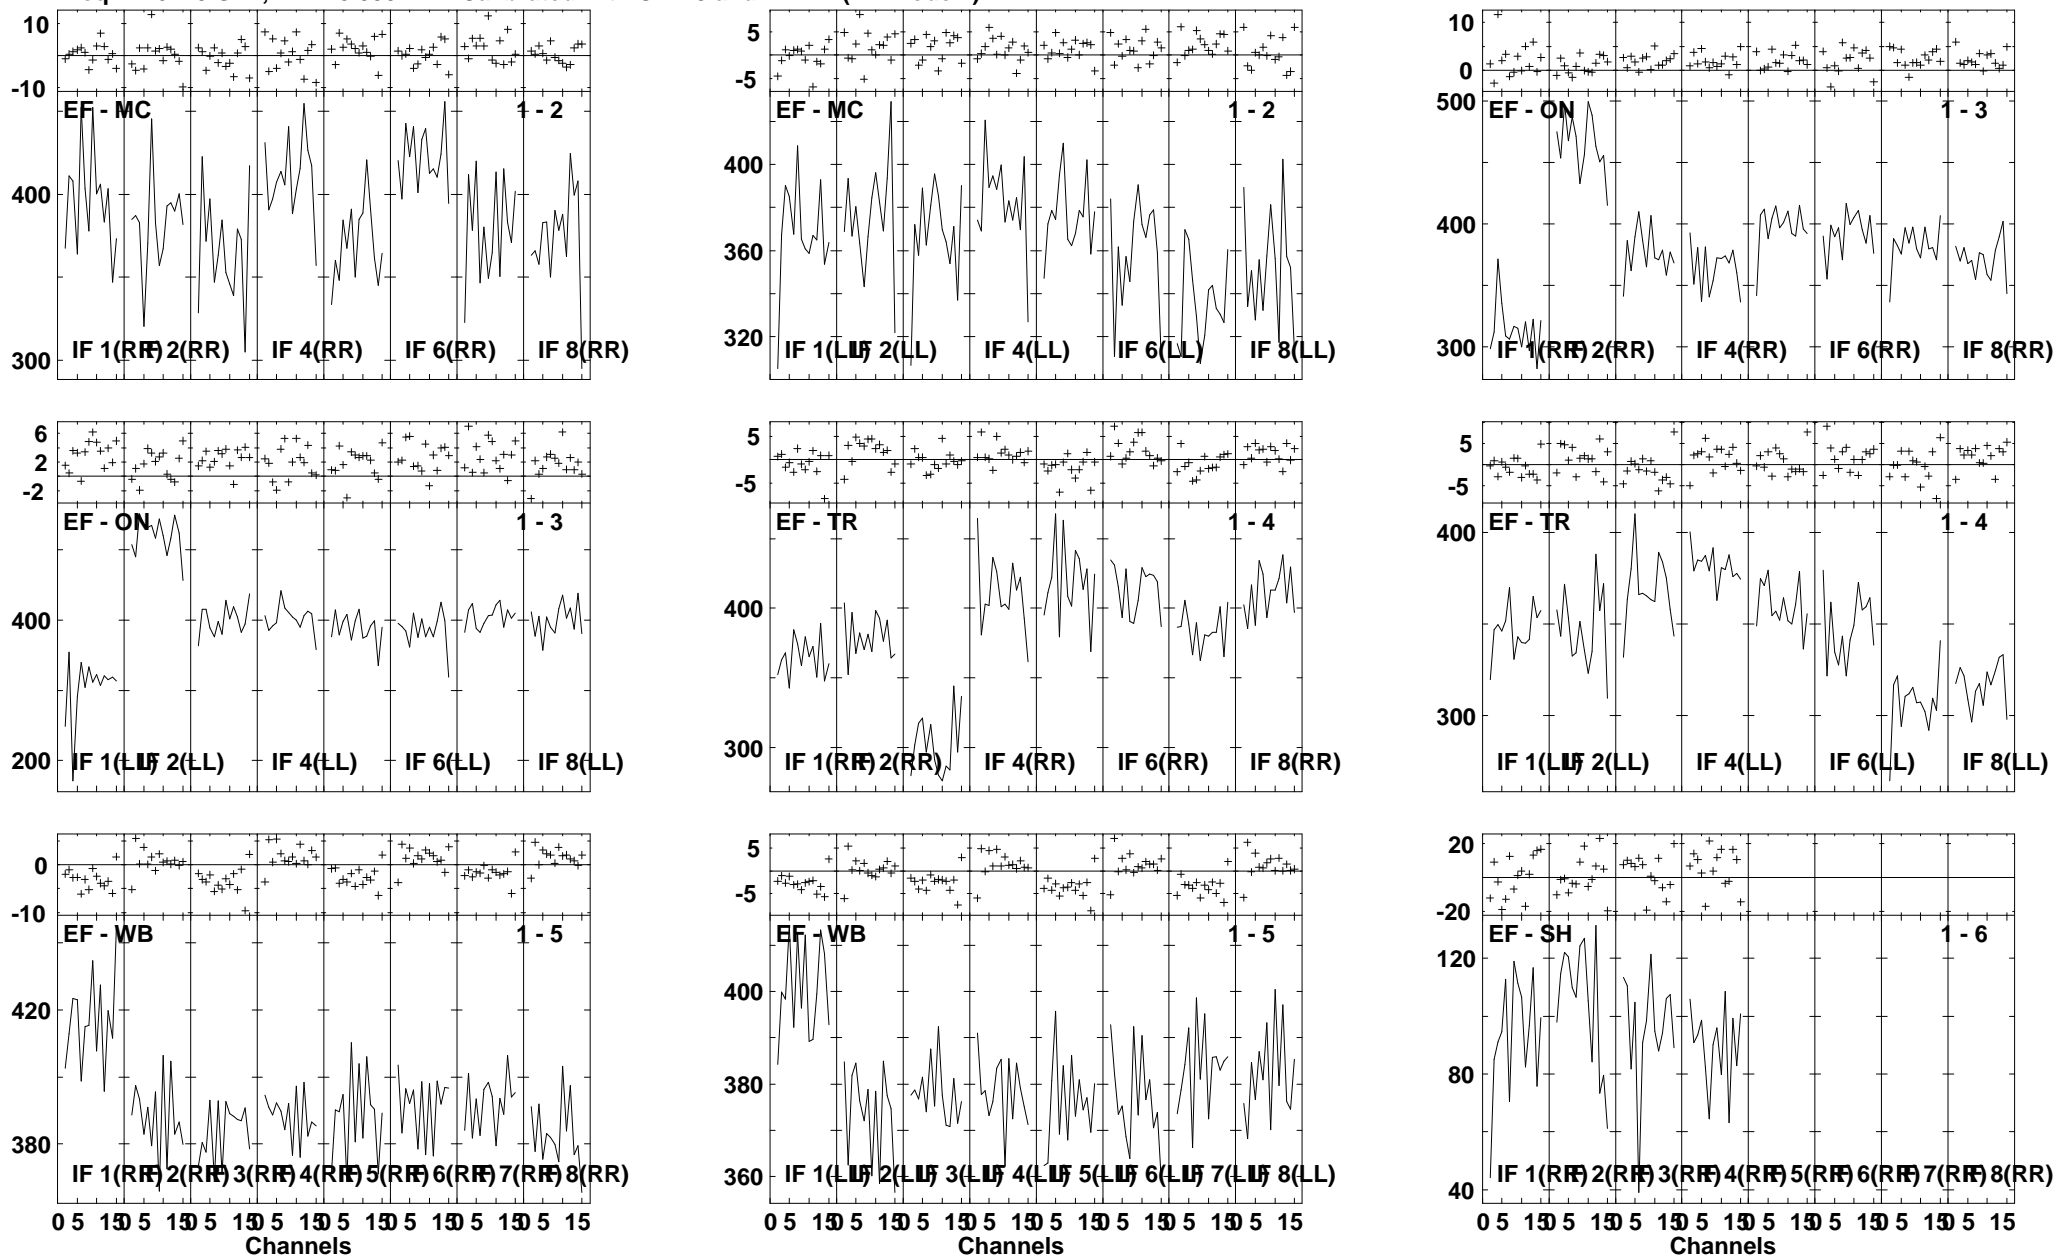 10
-10
EF - MC 1 - 2
400
300
IF 1(RR) IF 2(RR) IF 4(RR) IF 6(RR) IF 8(RR)
5
-5
EF - MC 1 - 2
400
360
320
IF 1(LL) IF 2(LL) IF 4(LL) IF 6(LL) IF 8(LL)
10
0
EF - ON 1 - 3
500
400
300
IF 1(RR) IF 2(RR) IF 4(RR) IF 6(RR) IF 8(RR)
6
2
-2
EF - ON 1 - 3
400
200
IF 1(LL) IF 2(LL) IF 4(LL) IF 6(LL) IF 8(LL)
5
-5
EF - TR 1 - 4
400
300
IF 1(RR) IF 2(RR) IF 4(RR) IF 6(RR) IF 8(RR)
5
-5
EF - TR 1 - 4
400
300
IF 1(LL) IF 2(LL) IF 4(LL) IF 6(LL) IF 8(LL)
0
-10
EF - WB 1 - 5
420
380
IF 1(RR) IF 2(RR) IF 3(RR) IF 4(RR) IF 5(RR) IF 6(RR) IF 7(RR) IF 8(RR)
0 5 15 0 5 15 0 5 15 0 5 15 0 5 15 0 5 15 0 5 15 0 5 15
Channels
5
-5
EF - WB 1 - 5
400
380
360
IF 1(LL) IF 2(LL) IF 3(LL) IF 4(LL) IF 5(LL) IF 6(LL) IF 7(LL) IF 8(LL)
0 5 15 0 5 15 0 5 15 0 5 15 0 5 15 0 5 15 0 5 15 0 5 15
Channels
20
-20
EF - SH 1 - 6
120
80
40
IF 1(RR) IF 2(RR) IF 3(RR) IF 4(RR) IF 5(RR) IF 6(RR) IF 7(RR) IF 8(RR)
0 5 15 0 5 15 0 5 15 0 5 15 0 5 15 0 5 15 0 5 15 0 5 15
Channels